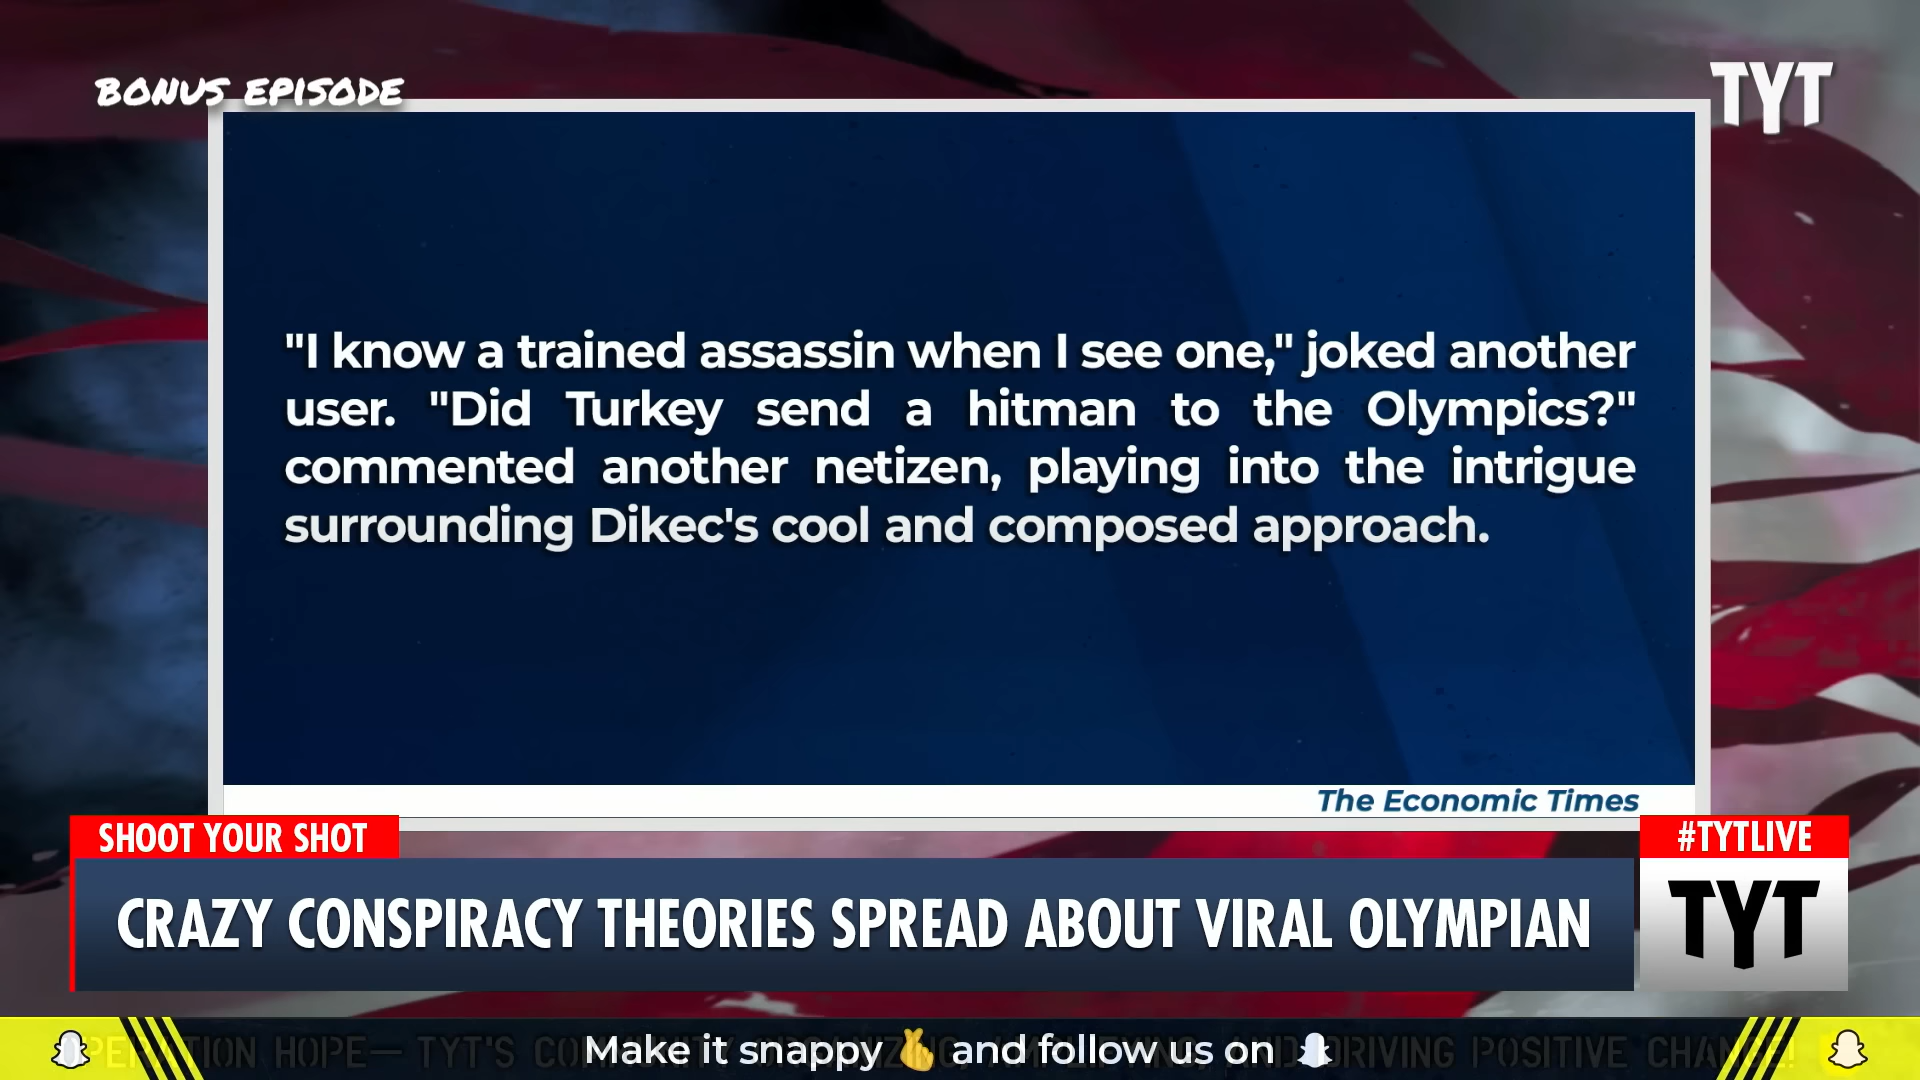 BONUS EPISODE
TYT
"I know a trained assassin when I see one," joked another
user. "Did Turkey send a hitman to the Olympics?"
commented another netizen, playing into the intrigue
surrounding Dikec's cool and composed approach.
The Economic Times
SHOOT YOUR SHOT
#TYTLIVE
CRAZY CONSPIRACY THEORIES SPREAD ABOUT VIRAL OLYMPIAN
TYT
Make it snappy 🫰 and follow us on